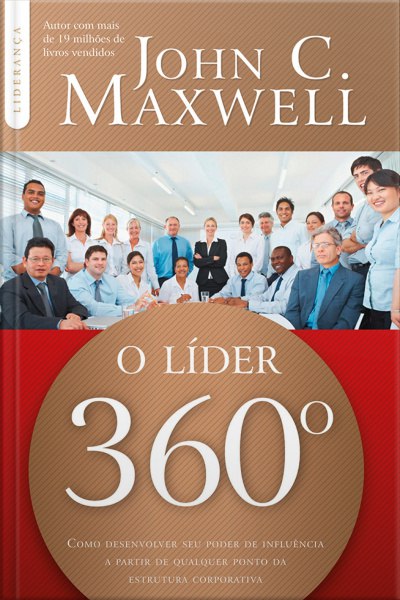 LIDERANÇA
Autor com mais
de 19 milhões de
livros vendidos
JOHN C.
MAXWELL
O LÍDER
360º
COMO DESENVOLVER SEU PODER DE INFLUÊNCIA
A PARTIR DE QUALQUER PONTO DA
ESTRUTURA CORPORATIVA